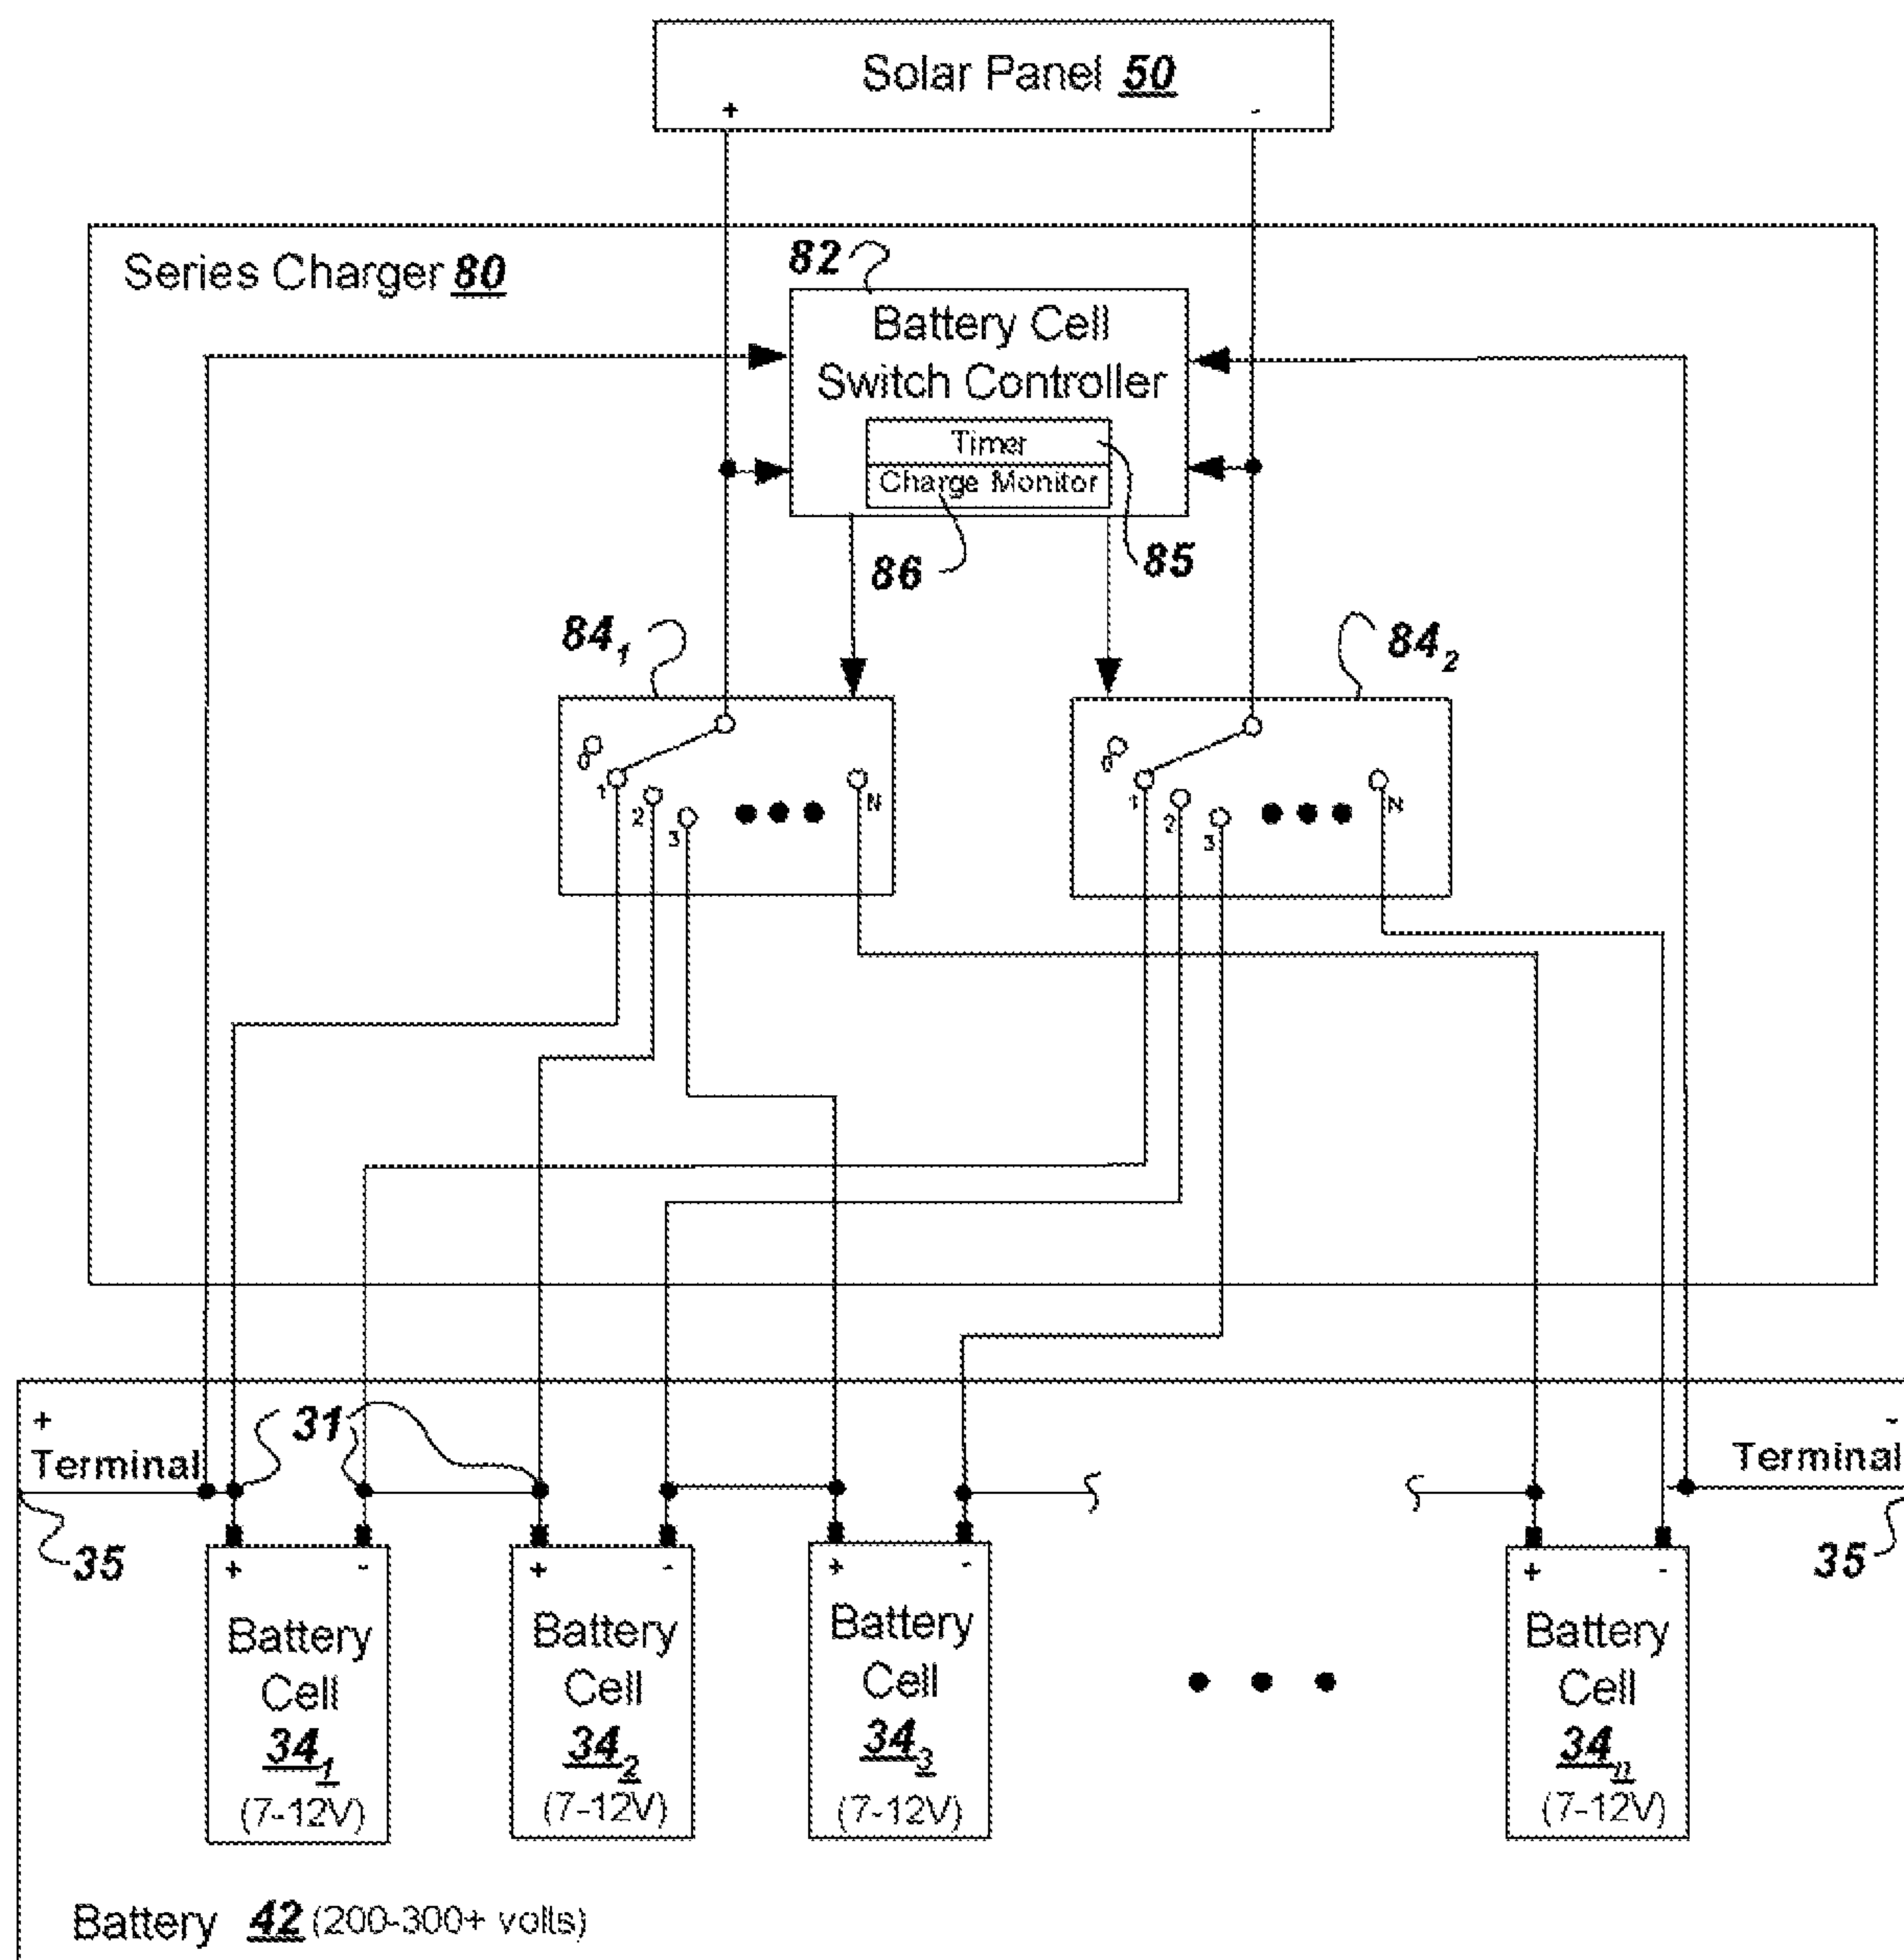 Solar Panel 50
+ -
Series Charger 80
82
Battery Cell
Switch Controller
Timer
Charge Monitor
86
85
84₁
84₂
0 1 2 3 N
0 1 2 3 N
+
Terminal
31
-
Terminal
35
35
+ -
Battery
Cell
34₁
(7-12V)
+ -
Battery
Cell
34₂
(7-12V)
+ -
Battery
Cell
34₃
(7-12V)
+ -
Battery
Cell
34ₙ
(7-12V)
Battery 42 (200-300+ volts)